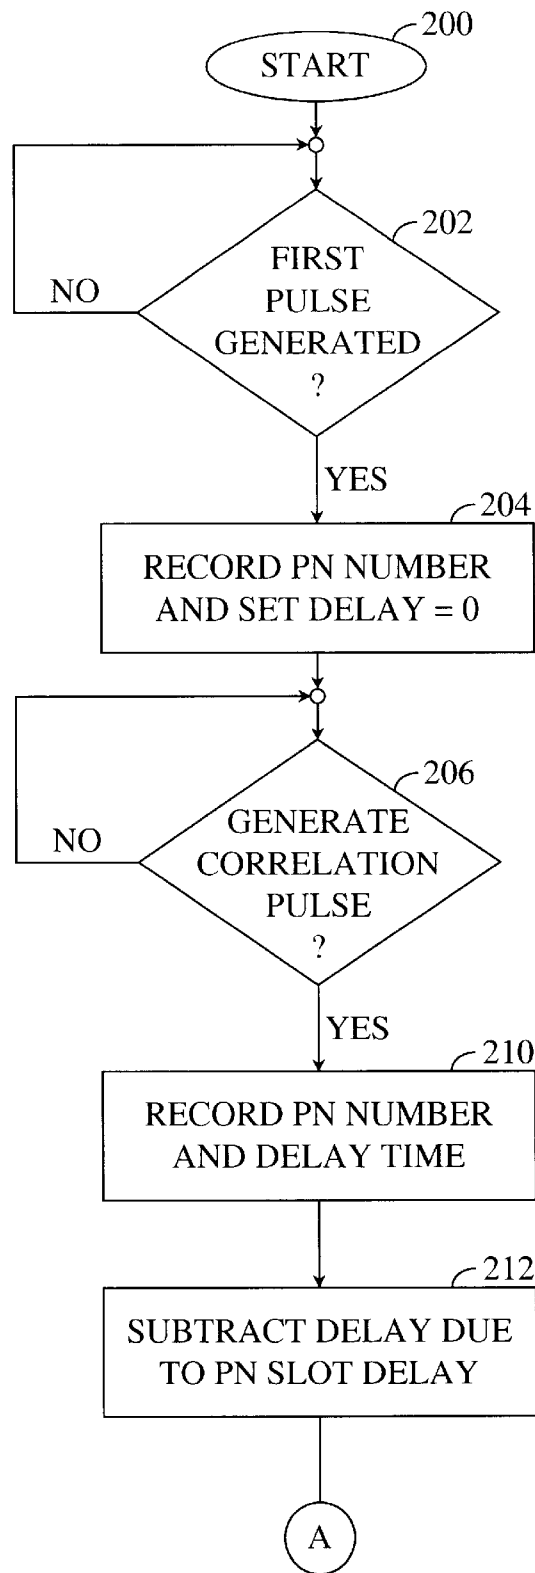 200
START
202
FIRST
PULSE
GENERATED
?
NO
YES
204
RECORD PN NUMBER
AND SET DELAY = 0
206
GENERATE
CORRELATION
PULSE
?
NO
YES
210
RECORD PN NUMBER
AND DELAY TIME
212
SUBTRACT DELAY DUE
TO PN SLOT DELAY
A